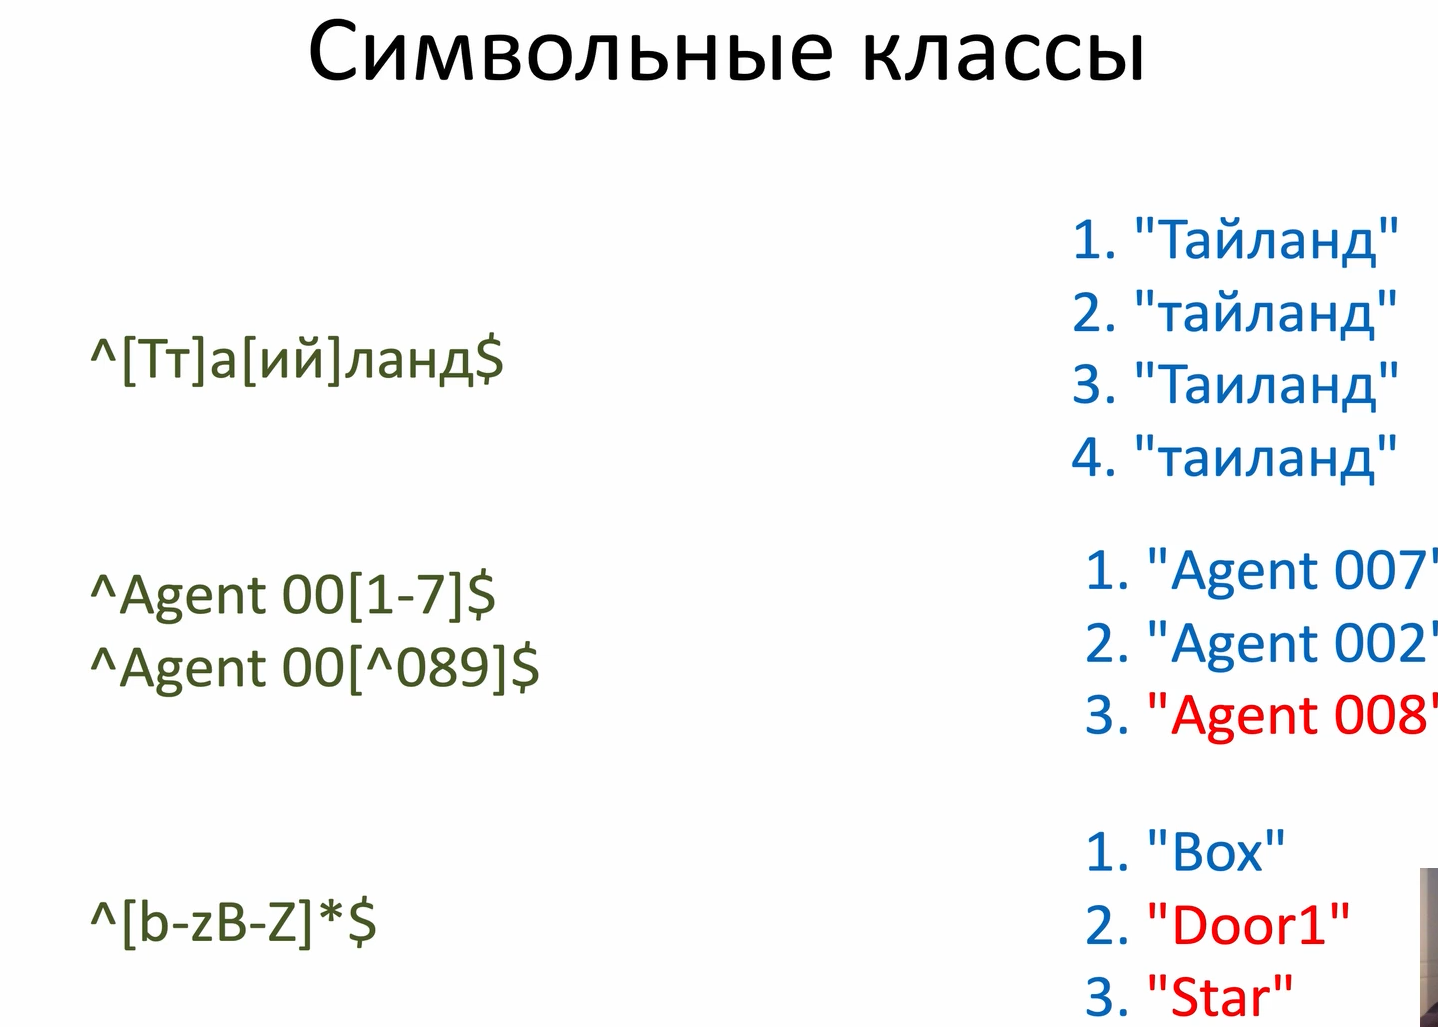 Символьные классы
^[Тт]а[ий]ланд$
1. "Тайланд"
2. "тайланд"
3. "Таиланд"
4. "таиланд"
^Agent 00[1-7]$
^Agent 00[^089]$
1. "Agent 007"
2. "Agent 002"
3. "Agent 008"
^[b-zB-Z]*$
1. "Box"
2. "Door1"
3. "Star"